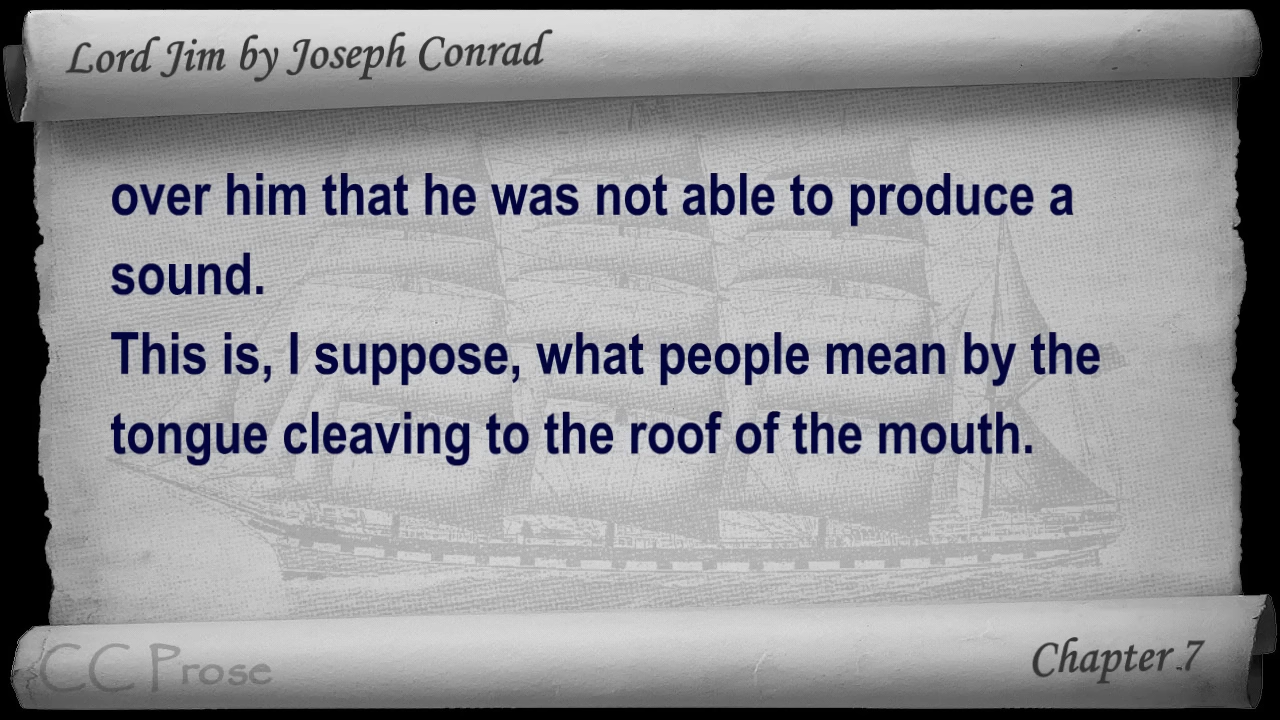 Lord Jim by Joseph Conrad
over him that he was not able to produce a
sound.
This is, I suppose, what people mean by the
tongue cleaving to the roof of the mouth.
CC Prose
Chapter 7